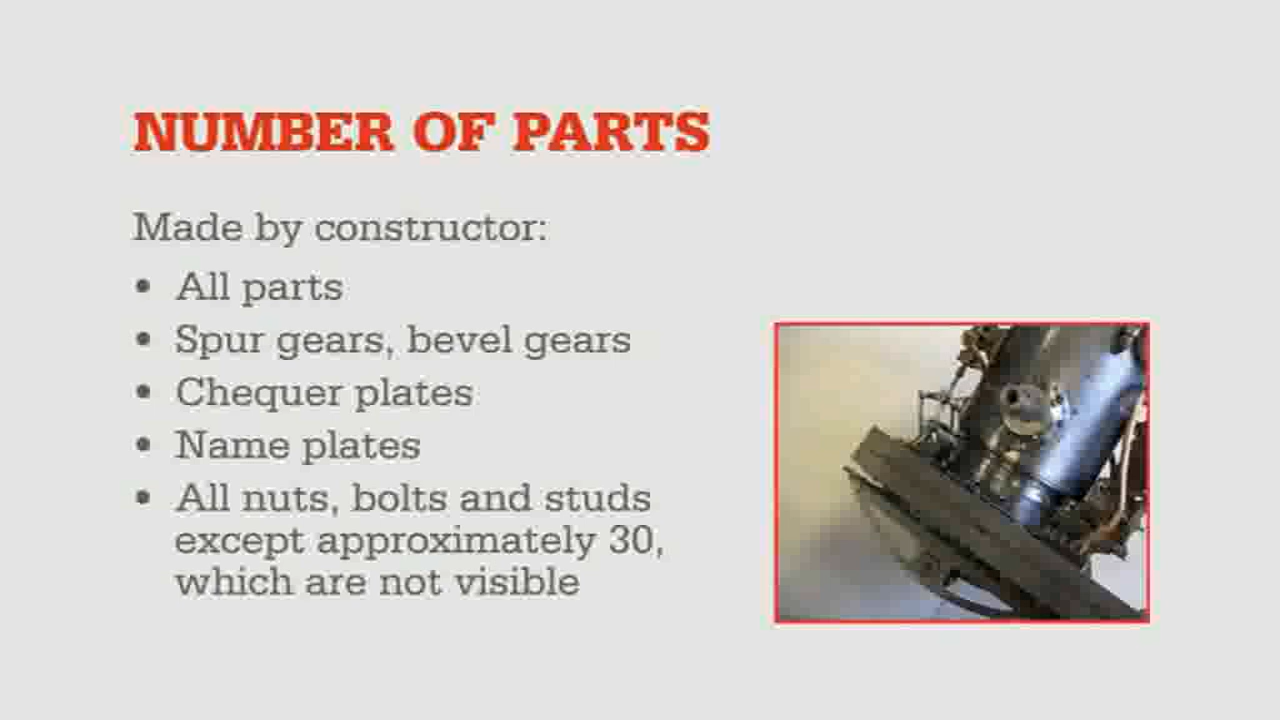 NUMBER OF PARTS
Made by constructor:
• All parts
• Spur gears, bevel gears
• Chequer plates
• Name plates
• All nuts, bolts and studs
except approximately 30,
which are not visible